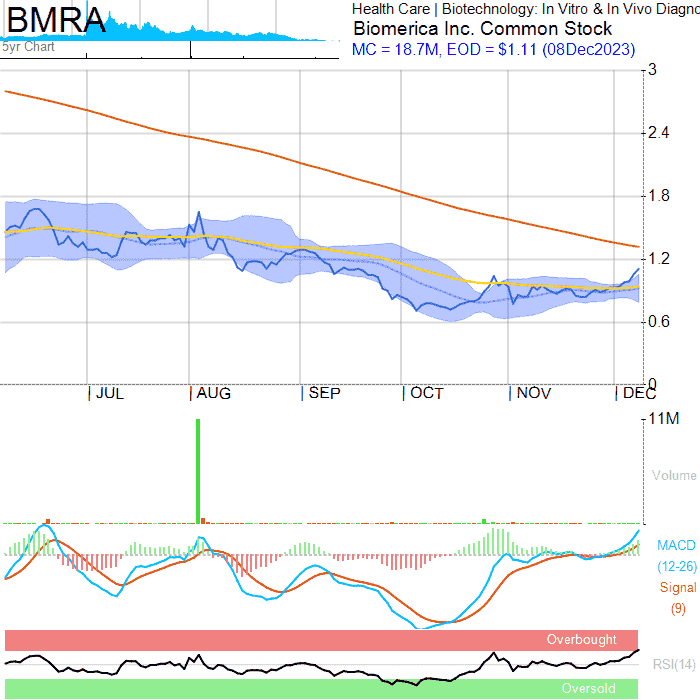 BMRA
5yr Chart
Health Care | Biotechnology: In Vitro & In Vivo Diagno
Biomerica Inc. Common Stock
MC = 18.7M, EOD = $1.11 (08Dec2023)
3
2.4
1.8
1.2
0.6
0
JUL
AUG
SEP
OCT
NOV
DEC
11M
Volume
MACD
(12-26)
Signal
(9)
Overbought
RSI(14)
Oversold